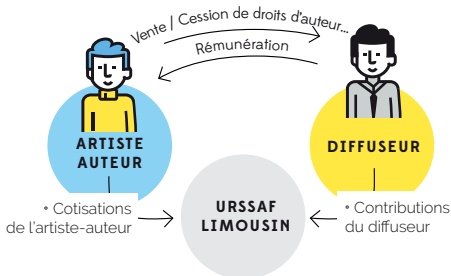 Vente / Cession de droits d'auteur...
Rémunération
ARTISTE
AUTEUR
DIFFUSEUR
URSSAF
LIMOUSIN
• Cotisations
de l'artiste-auteur
• Contributions
du diffuseur